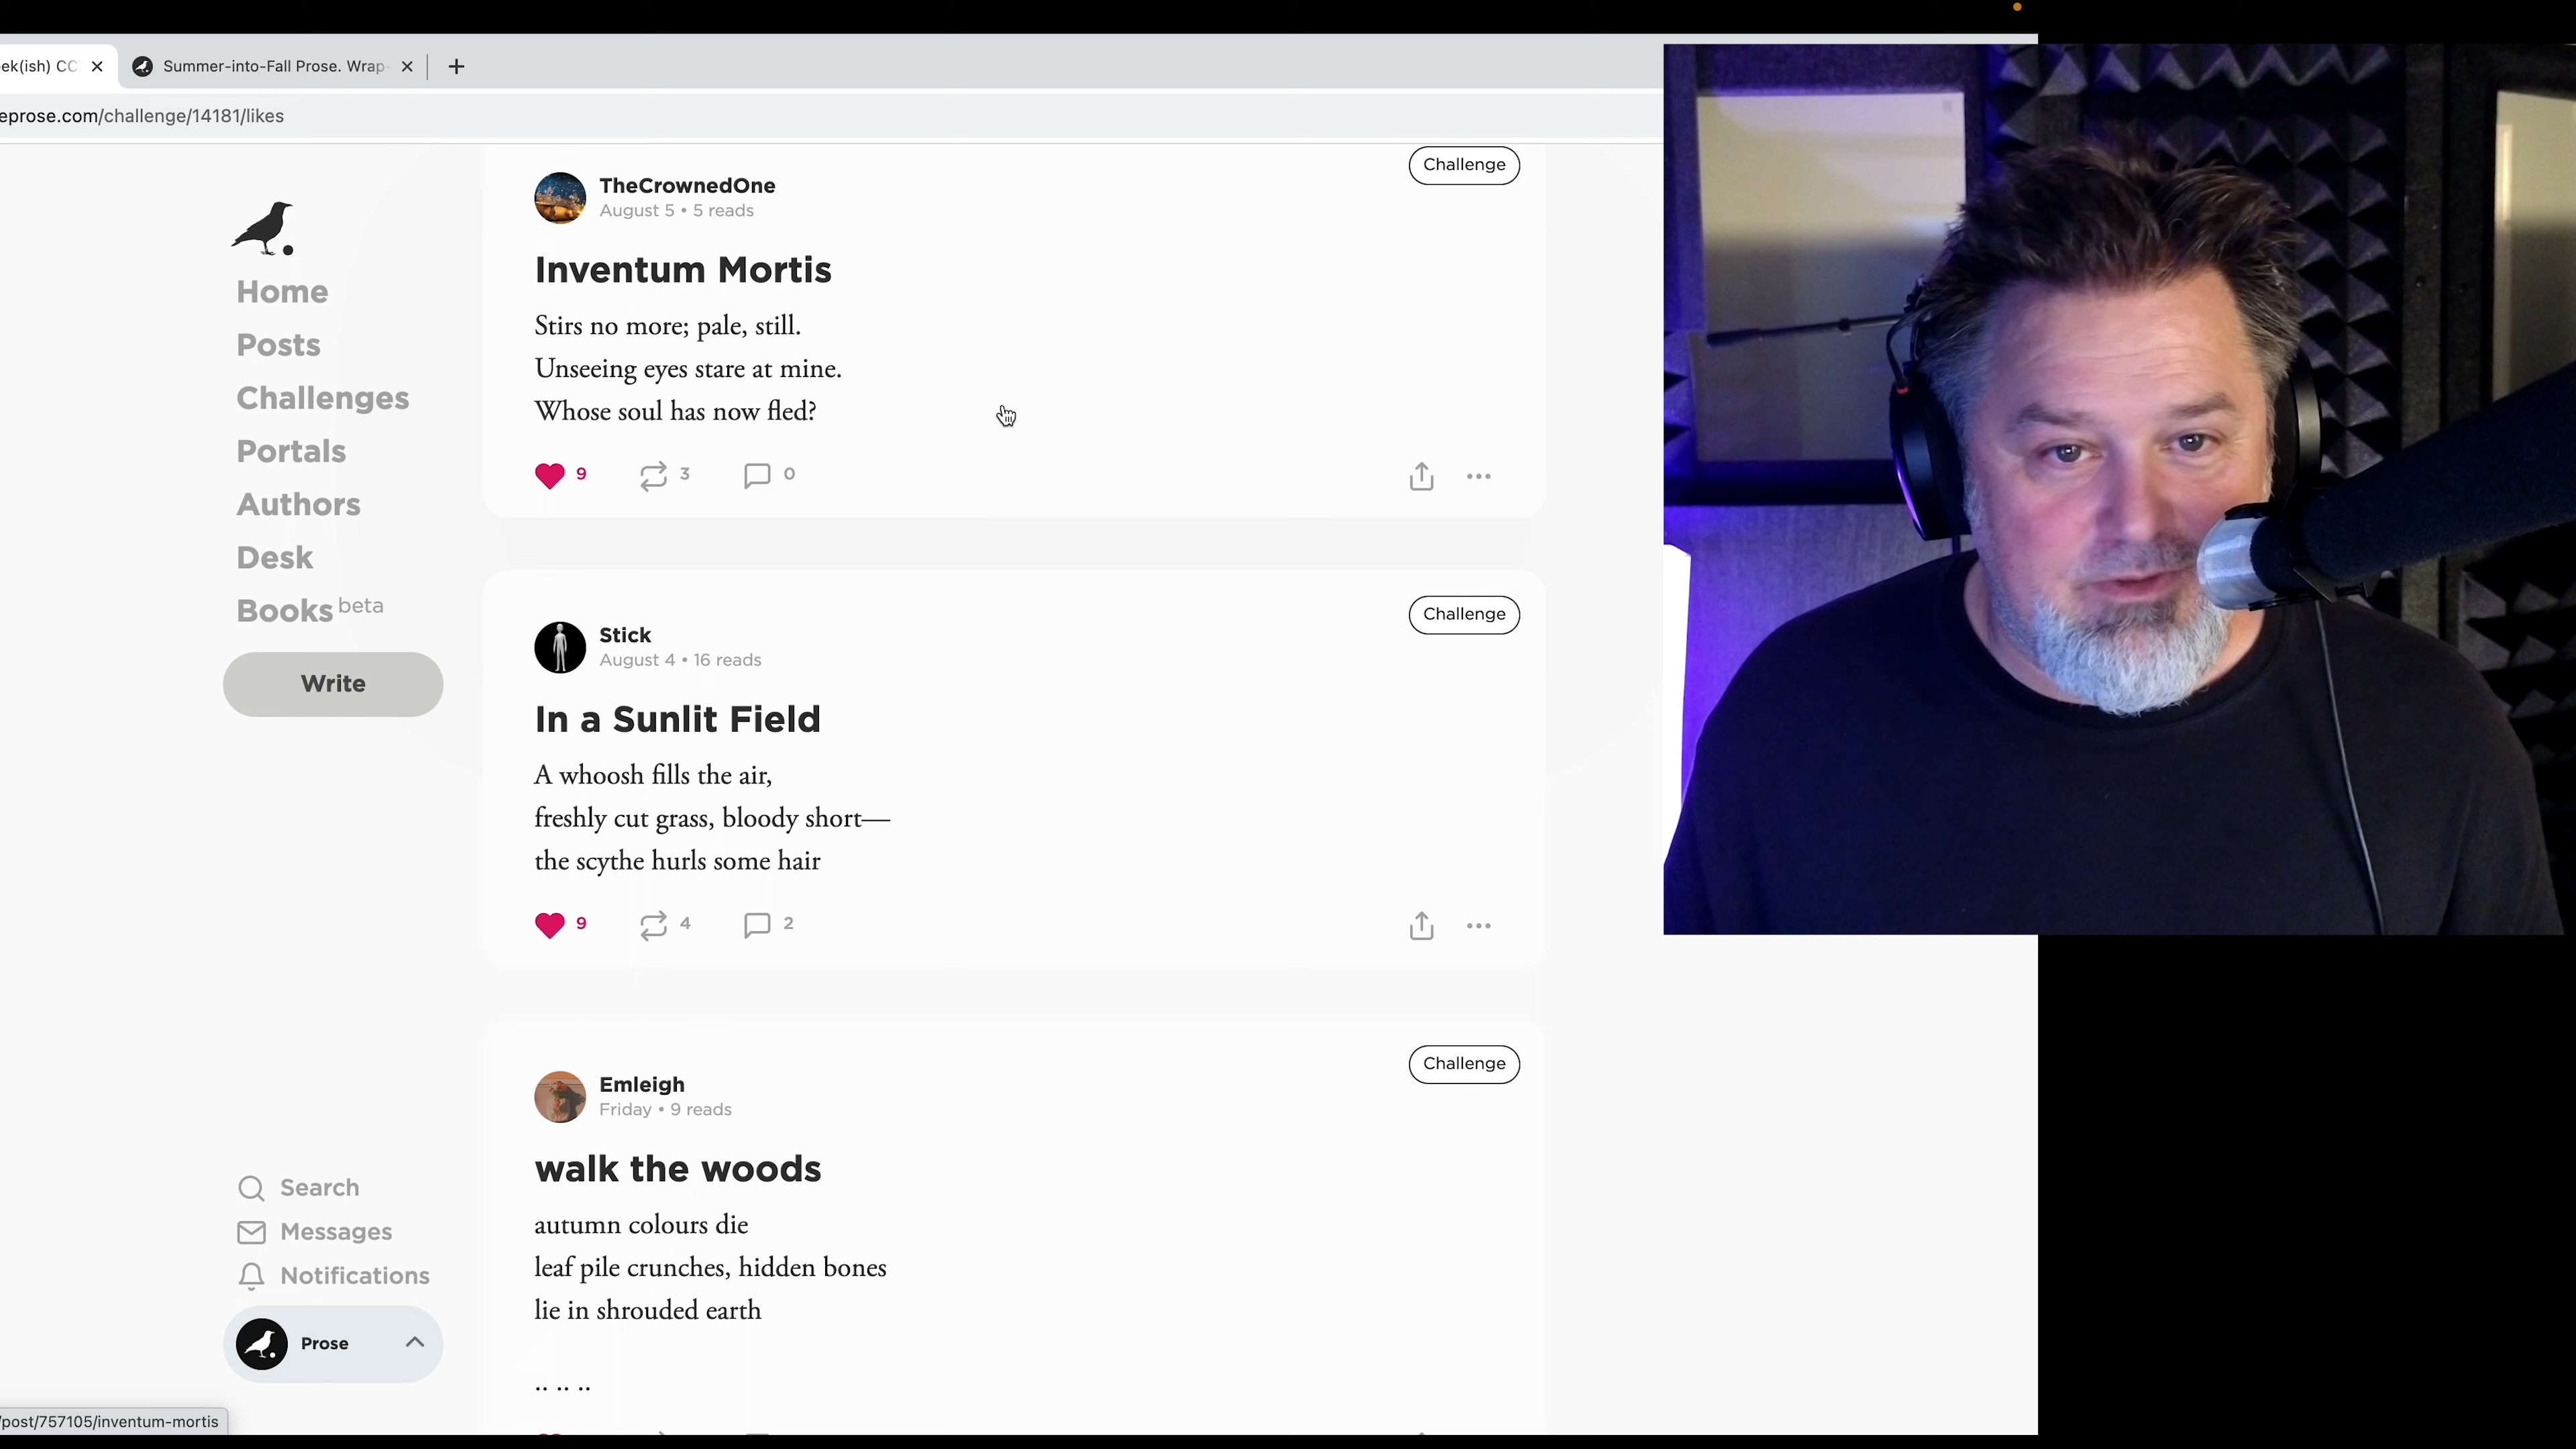 ek(ish) CC
Summer-into-Fall Prose. Wrap-
eprose.com/challenge/14181/likes
Home
Posts
Challenges
Portals
Authors
Desk
Books beta
Write
Search
Messages
Notifications
Prose
/post/757105/inventum-mortis
TheCrownedOne
August 5 • 5 reads
Challenge
Inventum Mortis
Stirs no more; pale, still.
Unseeing eyes stare at mine.
Whose soul has now fled?
9 3 0
Stick
August 4 • 16 reads
Challenge
In a Sunlit Field
A whoosh fills the air,
freshly cut grass, bloody short—
the scythe hurls some hair
9 4 2
Emleigh
Friday • 9 reads
Challenge
walk the woods
autumn colours die
leaf pile crunches, hidden bones
lie in shrouded earth
.. .. ..